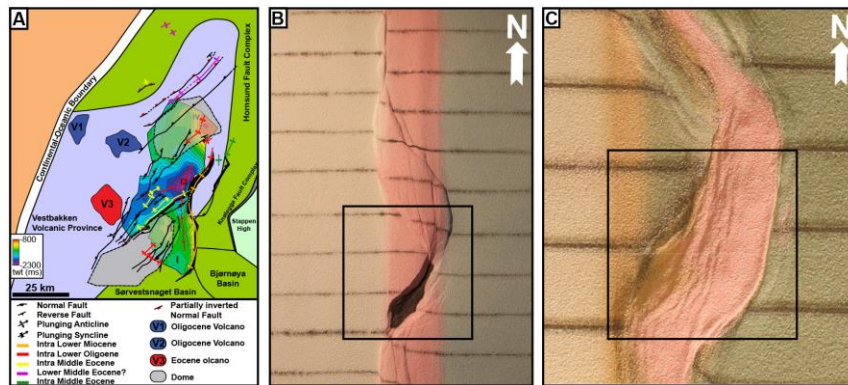 A
Continental-Oceanic Boundary
Hornsund Fault Complex
V1
V2
V3
Vestbakken
Volcanic Province
Knølegga Fault Complex
Stappen
High
I
-800
-2300
twt (ms)
25 km
Bjørnøya
Basin
Sørvestsnaget Basin
Normal Fault
Reverse Fault
Plunging Anticline
Plunging Syncline
Intra Lower Miocene
Intra Lower Oligoene
Intra Middle Eocene
Lower Middle Eocene?
Intra Middle Eocene
Partially inverted
Normal Fault
V1 Oligocene Volcano
V2 Oligocene Volcano
V3 Eocene olcano
Dome
B
N
C
N